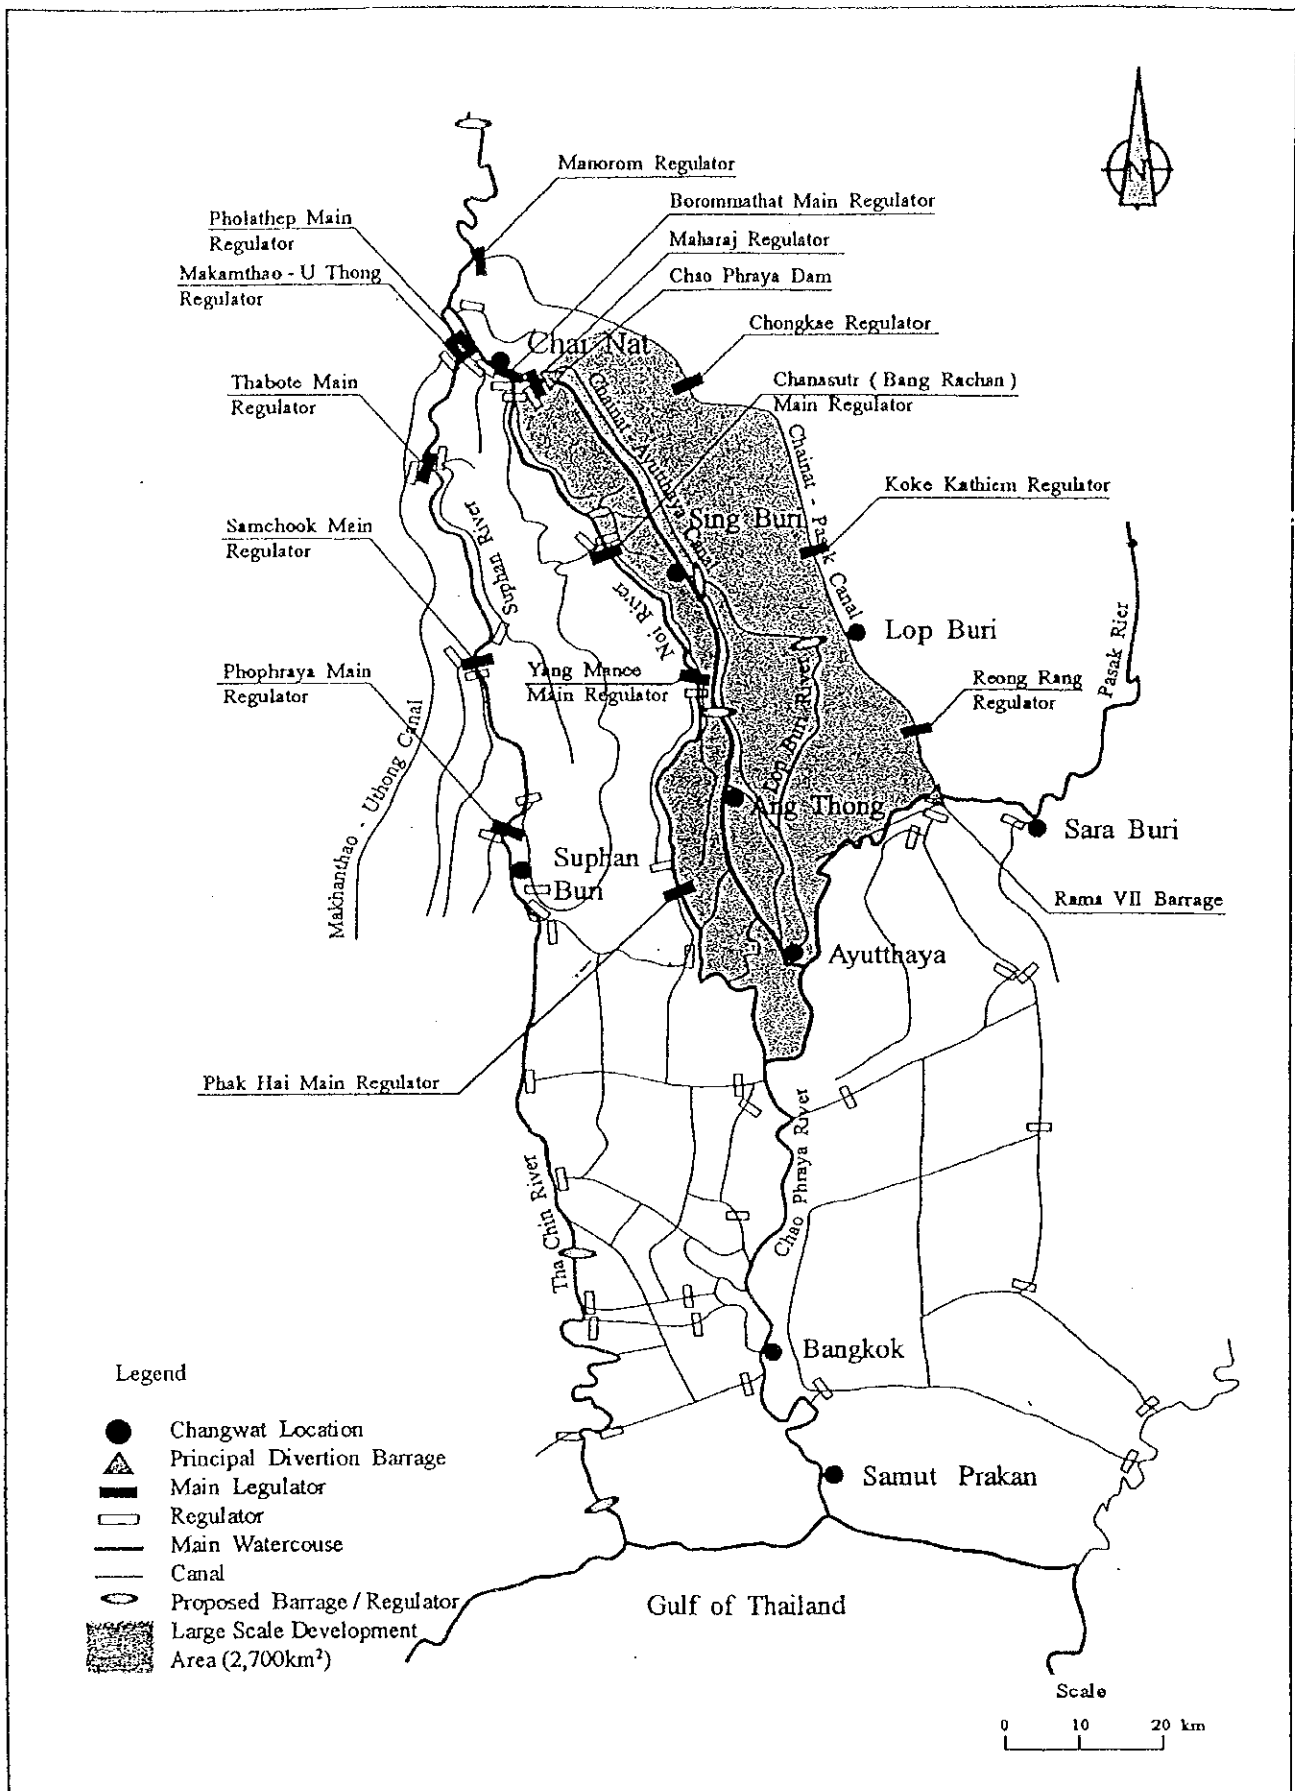 N
Manorom Regulator
Borommathat Main Regulator
Pholathep Main
Regulator
Maharaj Regulator
Makamthao - U Thong
Regulator
Chao Phraya Dam
Chongkae Regulator
Chai Nat
Thabote Main
Regulator
Chanasutr (Bang Rachan)
Main Regulator
Chainat - Ayutthaya Canal
Chainat - Pasak Canal
Koke Kathiem Regulator
Sing Buri
Samchook Main
Regulator
Suphan River
Noi River
Lop Buri
Pasak Rier
Phophraya Main
Regulator
Yang Manee
Main Regulator
Reong Rang
Regulator
Lop Buri River
Makhanthao - Uthong Canal
Ang Thong
Sara Buri
Suphan
Bun
Rama VII Barrage
Ayutthaya
Phak Hai Main Regulator
Chao Phraya River
Tha Chin River
Bangkok
Legend
Changwat Location
Principal Divertion Barrage
Main Legulator
Regulator
Main Watercouse
Canal
Proposed Barrage / Regulator
Large Scale Development
Area (2,700km²)
Samut Prakan
Gulf of Thailand
Scale
0 10 20 km